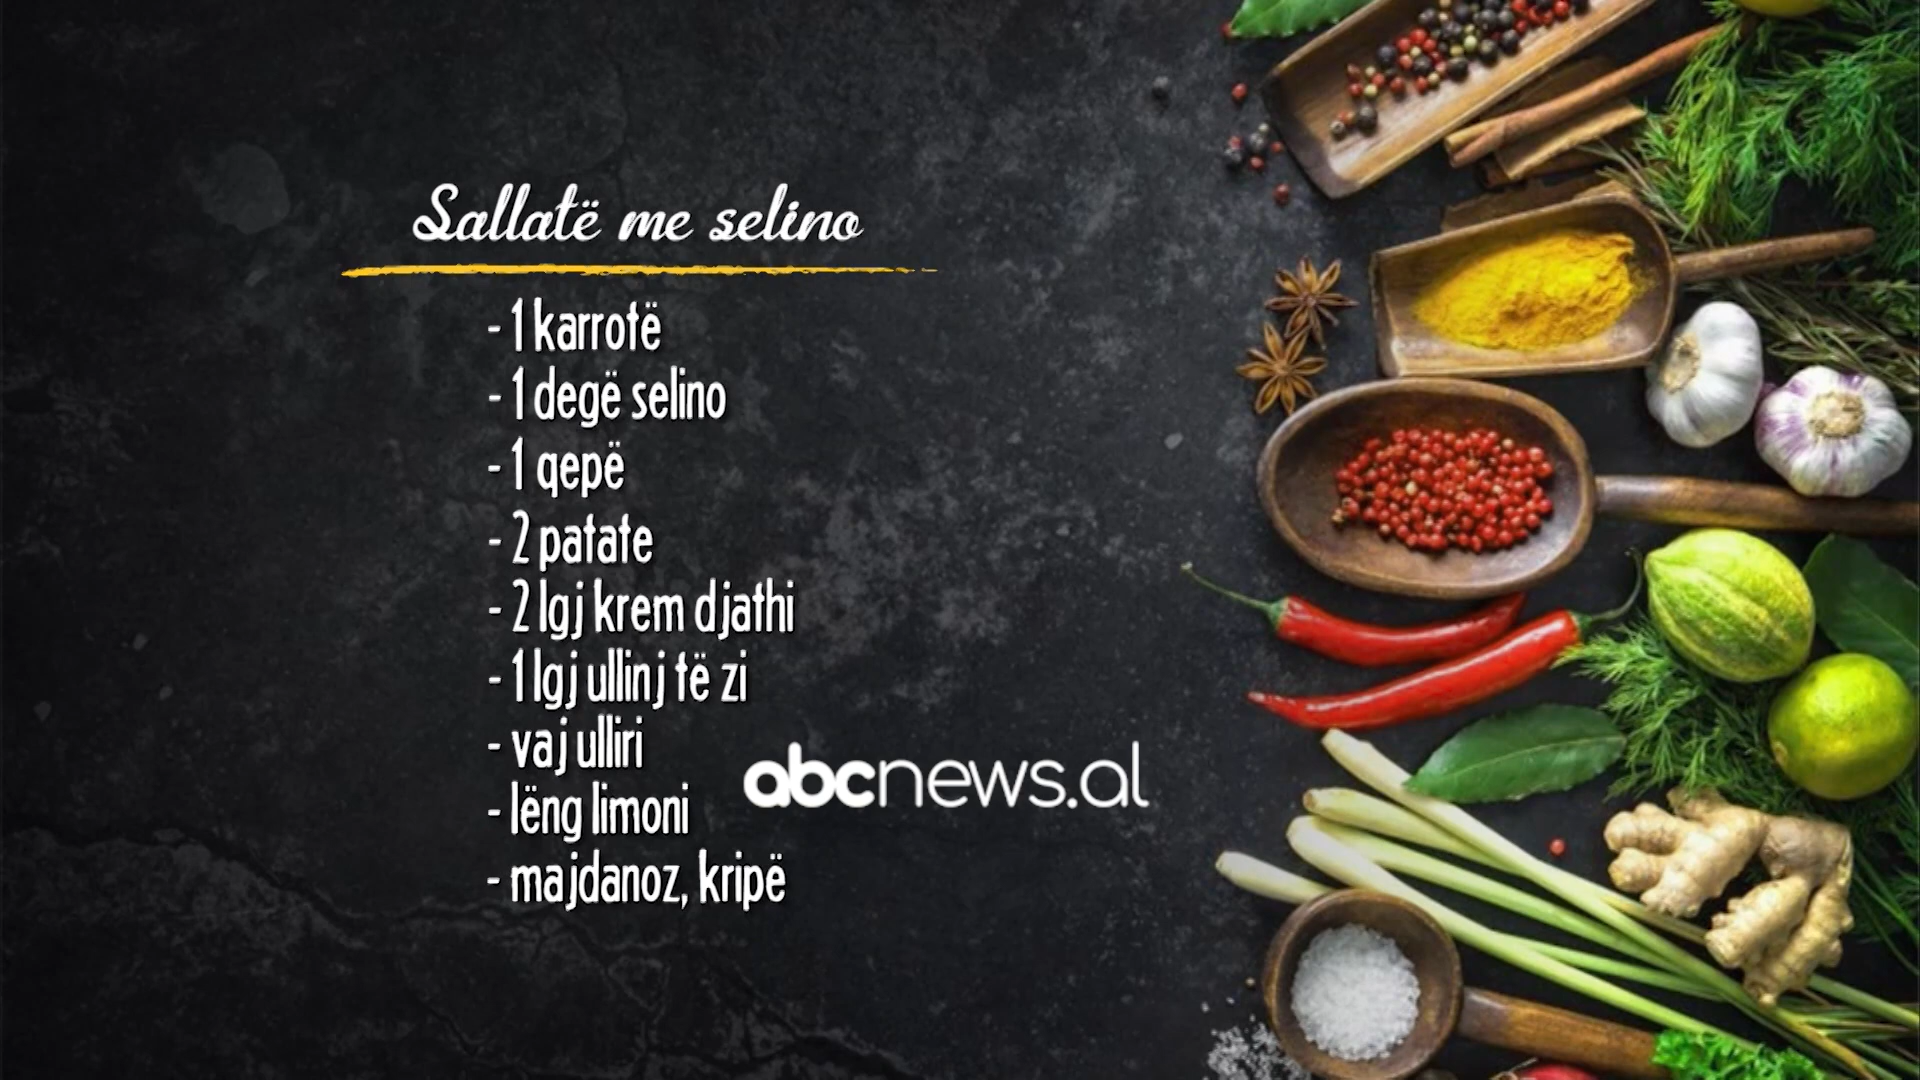 Sallatë me selino
- 1 karrotë
- 1 degë selino
- 1 qepë
- 2 patate
- 2 lgj krem djathi
- 1 lgj ullinj të zi
- vaj ulliri
- lëng limoni
- majdanoz, kripë
abcnews.al